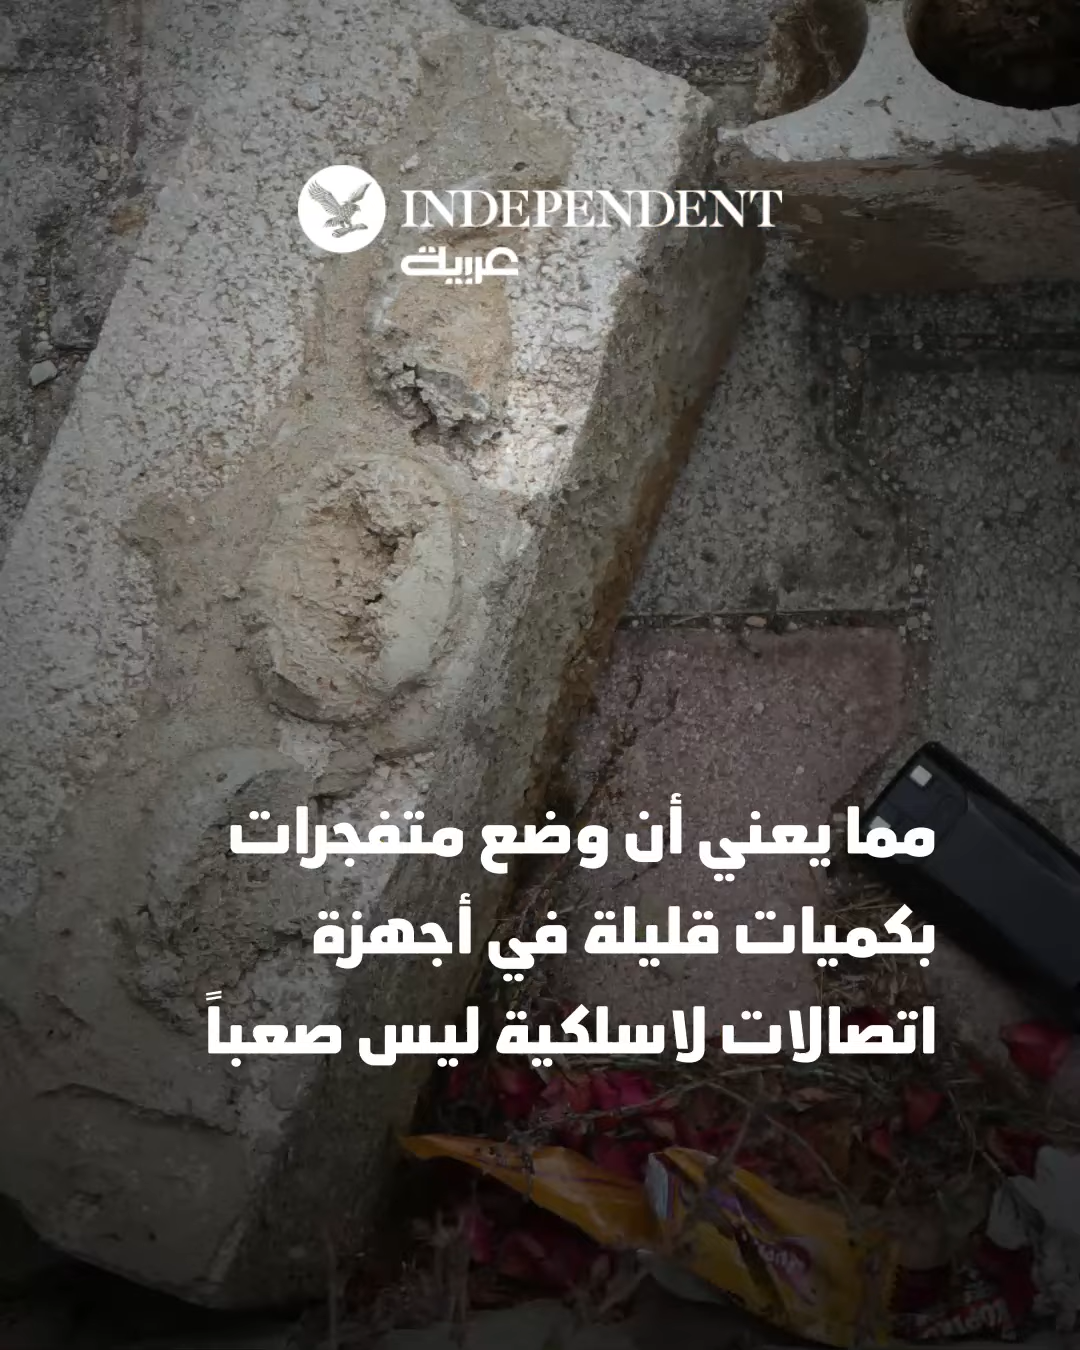 INDEPENDENT
عربية
مما يعني أن وضع متفجرات
بكميات قليلة في أجهزة
اتصالات لاسلكية ليس صعباً